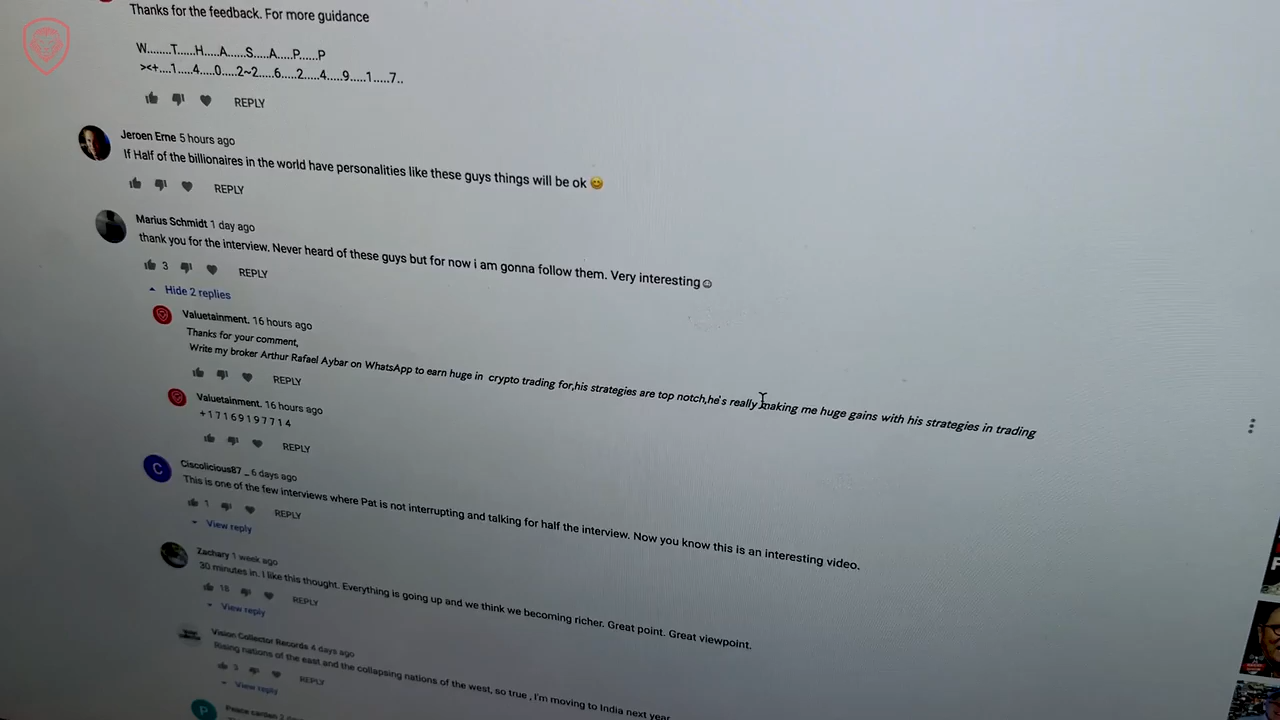 Thanks for the feedback. For more guidance
W........T.....H....A.....S....A....P.....P
><+....1.....4....0....2~2....6....2....4....9....1.....7..
REPLY
Jeroen Erne 5 hours ago
If Half of the billionaires in the world have personalities like these guys things will be ok 😊
REPLY
Marius Schmidt 1 day ago
thank you for the interview. Never heard of these guys but for now i am gonna follow them. Very interesting☺
3 REPLY
Hide 2 replies
Valuetainment. 16 hours ago
Thanks for your comment,
Write my broker Arthur Rafael Aybar on WhatsApp to earn huge in crypto trading for,his strategies are top notch,he's really making me huge gains with his strategies in trading
REPLY
Valuetainment. 16 hours ago
+17169197714
REPLY
C
Ciscolicious87 _ 6 days ago
This is one of the few interviews where Pat is not interrupting and talking for half the interview. Now you know this is an interesting video.
1 REPLY
View reply
Zachary 1 week ago
30 minutes in. I like this thought. Everything is going up and we think we becoming richer. Great point. Great viewpoint.
18 REPLY
View reply
Vision Collector Records 4 days ago
Rising nations of the east and the collapsing nations of the west, so true , I'm moving to India next year
3 REPLY
View reply
P